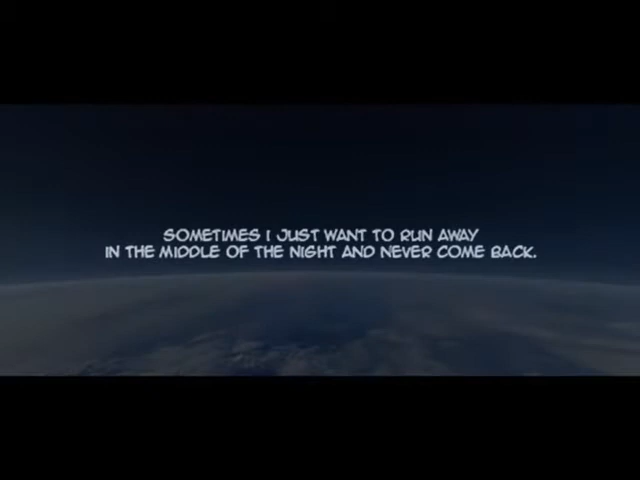 SOMETIMES I JUST WANT TO RUN AWAY
IN THE MIDDLE OF THE NIGHT AND NEVER COME BACK.